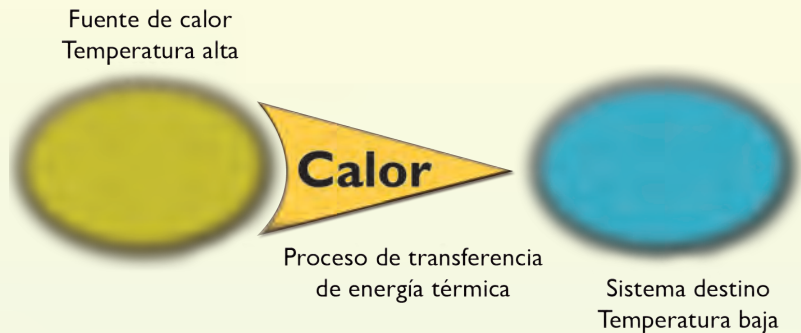 Fuente de calor
Temperatura alta
Calor
Proceso de transferencia
de energía térmica
Sistema destino
Temperatura baja